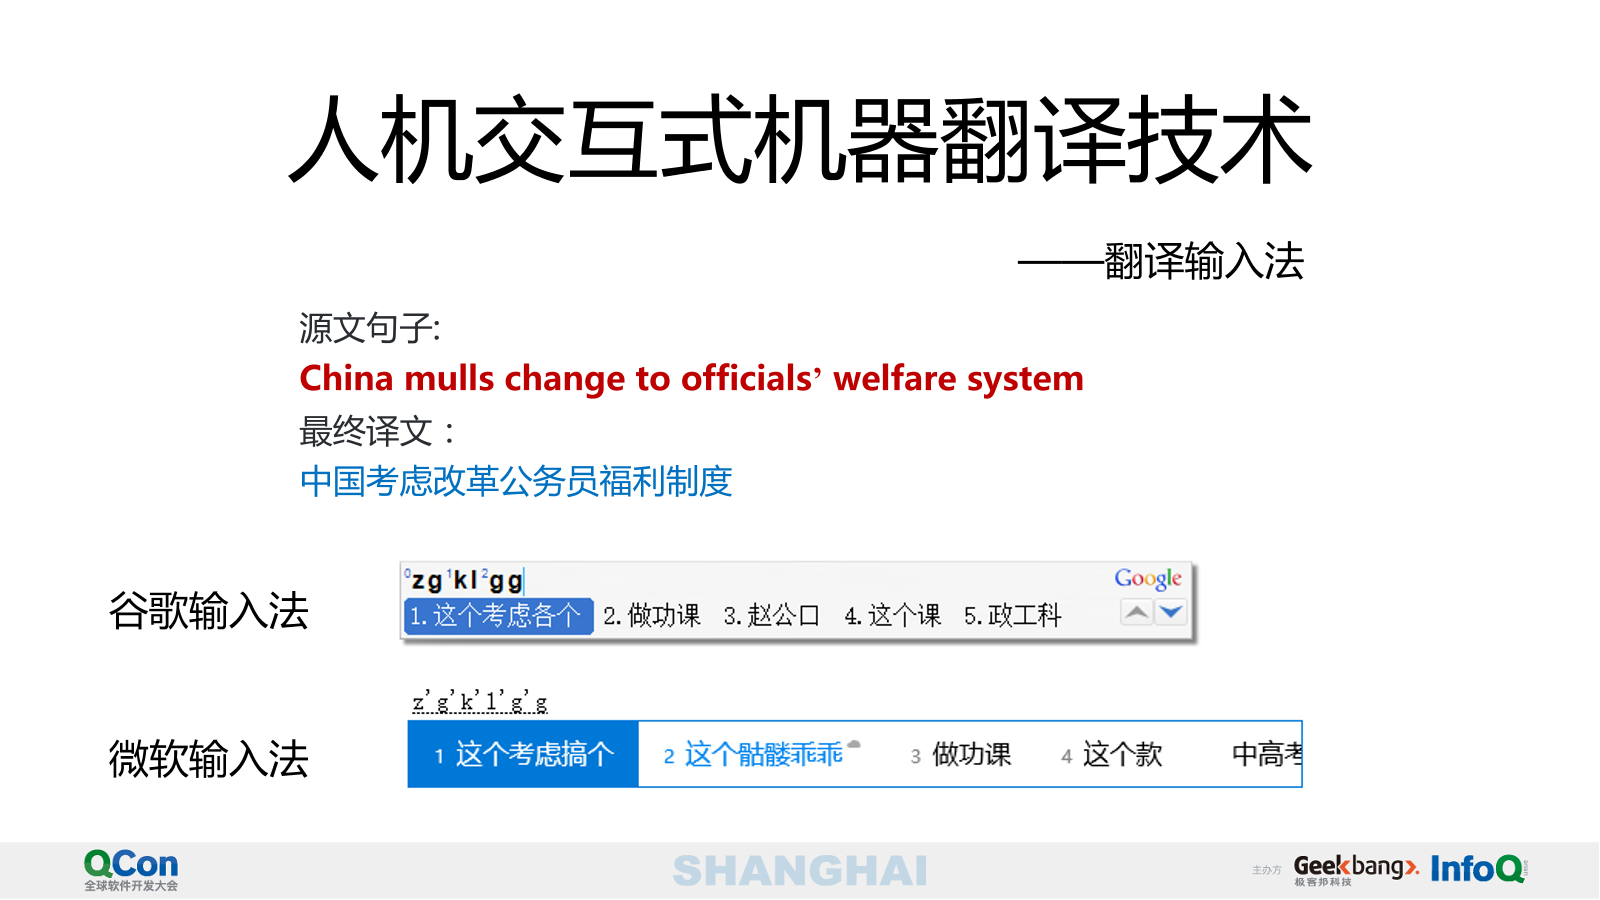 人机交互式机器翻译技术
——翻译输入法
源文句子:
China mulls change to officials’ welfare system
最终译文：
中国考虑改革公务员福利制度
谷歌输入法
0zg1kl2gg
Google
1.这个考虑各个 2.做功课 3.赵公口 4.这个课 5.政工科
z'g'k'l'g'g
微软输入法
1 这个考虑搞个 2 这个骷髅乖乖 3 做功课 4 这个款 中高考
QCon
全球软件开发大会
SHANGHAI
主办方
Geekbang>.
极客邦科技
InfoQ